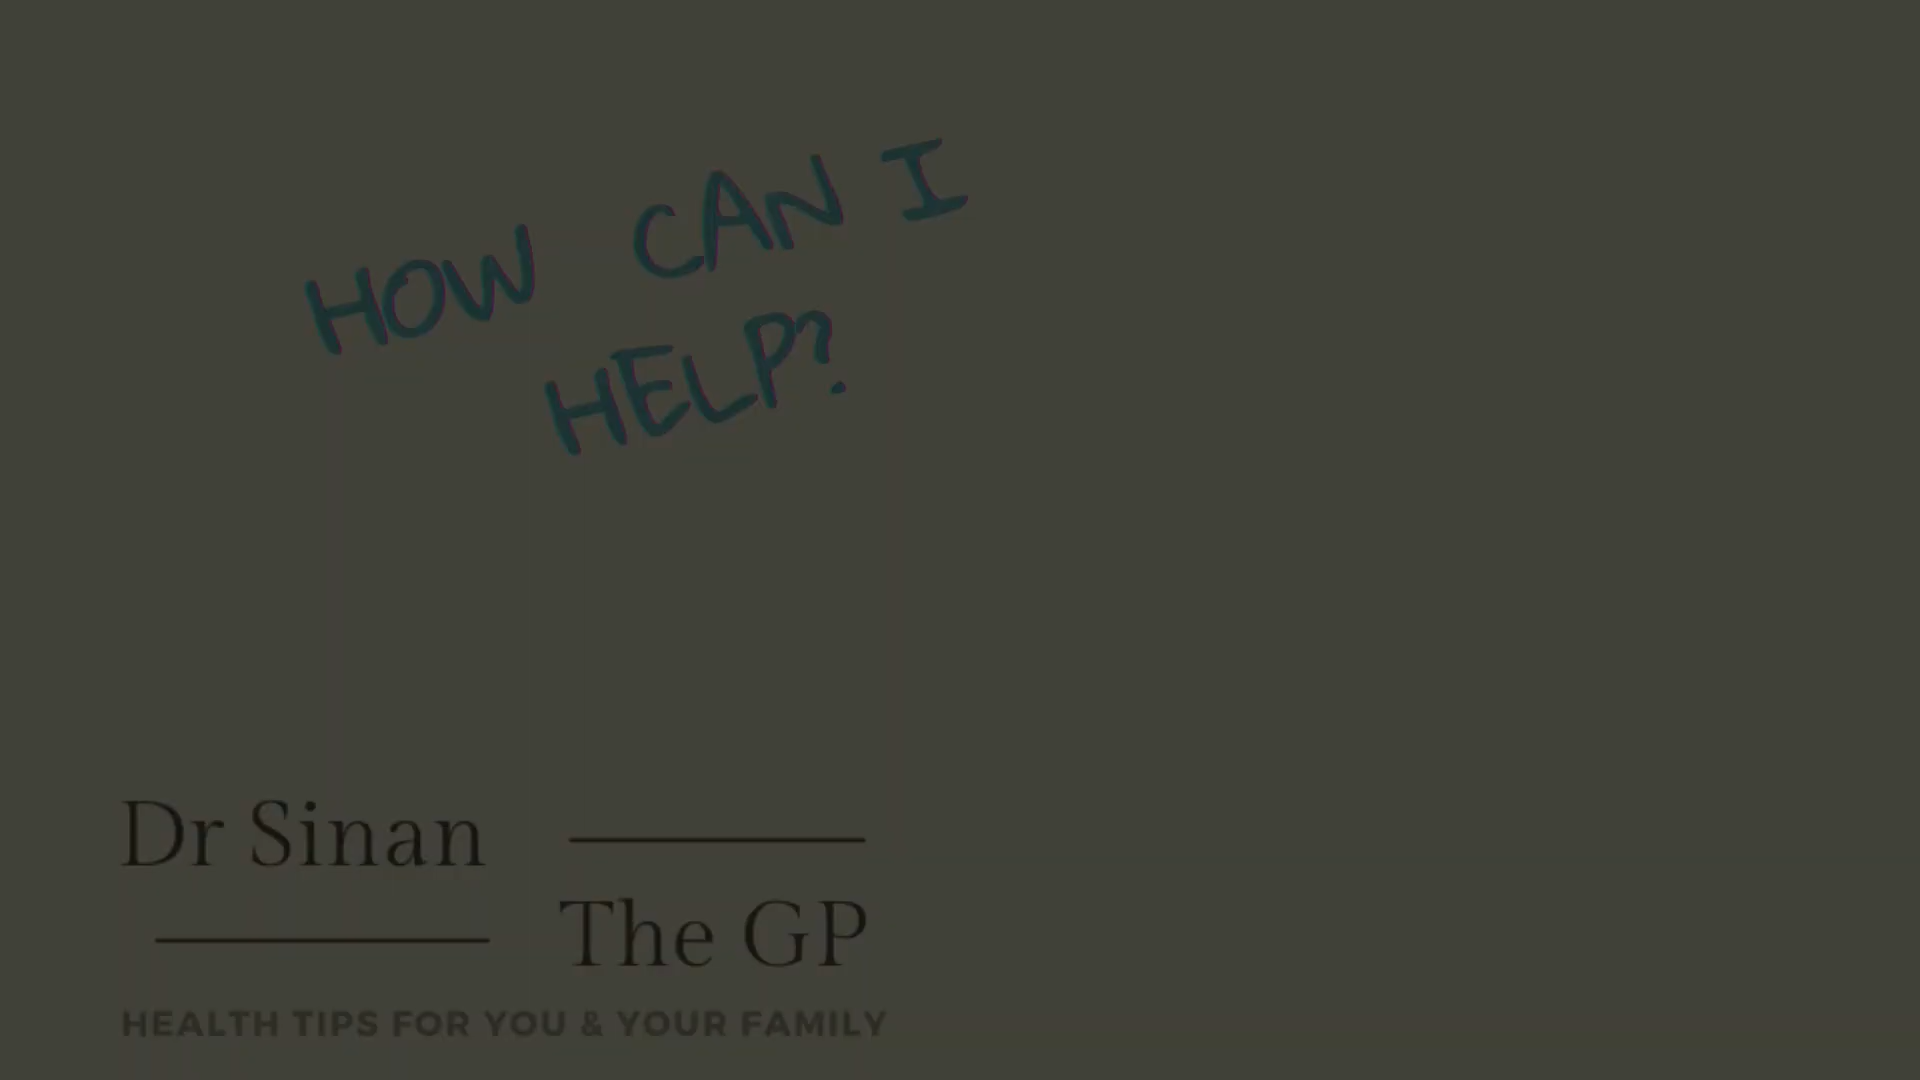 HOW CAN I
HELP?
Dr Sinan
The GP
HEALTH TIPS FOR YOU & YOUR FAMILY